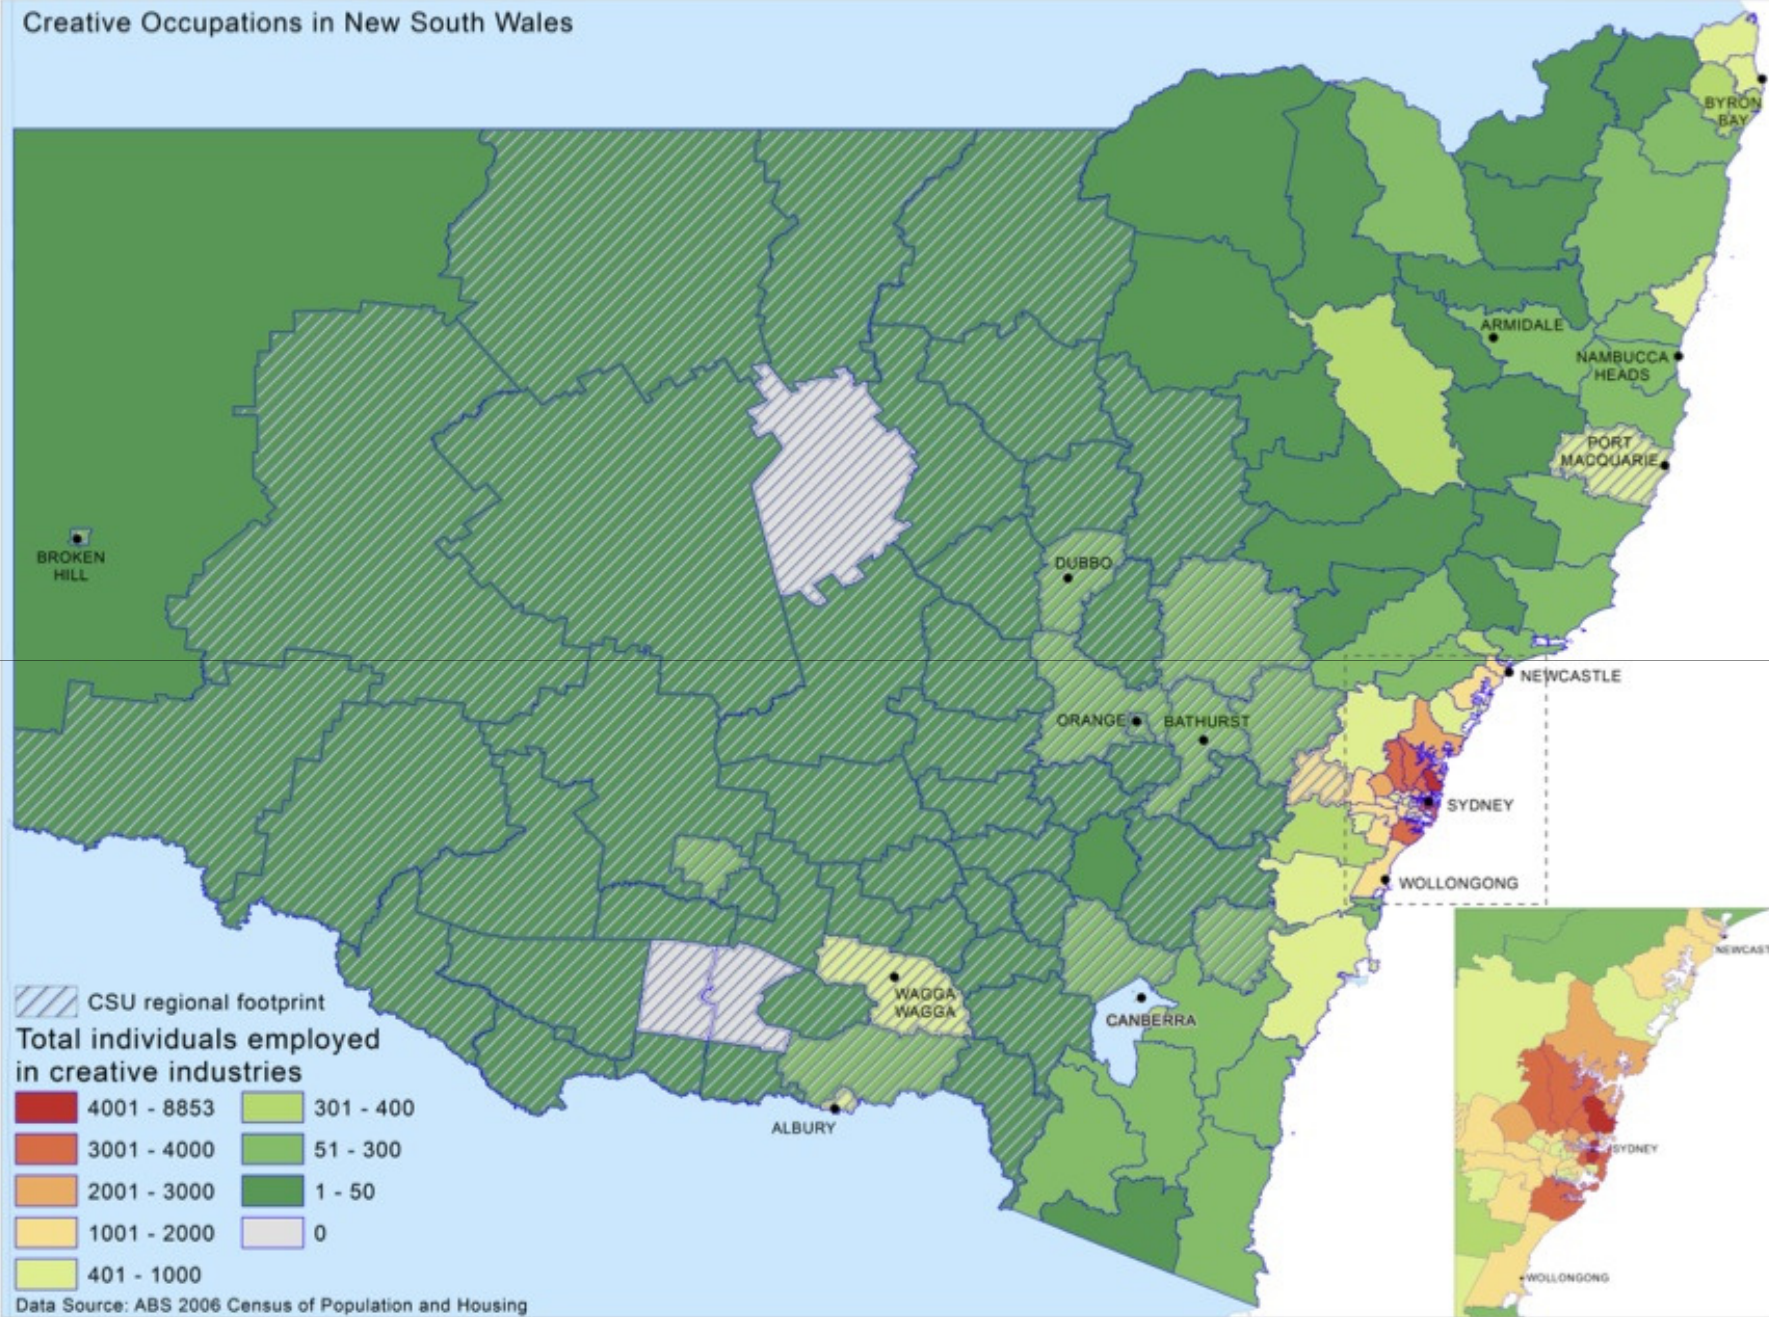 Creative Occupations in New South Wales
BYRON
BAY
ARMIDALE
NAMBUCCA
HEADS
PORT
MACQUARIE
BROKEN
HILL
DUBBO
NEWCASTLE
ORANGE
BATHURST
SYDNEY
WOLLONGONG
WAGGA
WAGGA
CANBERRA
ALBURY
NEWCAST
SYDNEY
WOLLONGONG
CSU regional footprint
Total individuals employed
in creative industries
4001 - 8853
301 - 400
3001 - 4000
51 - 300
2001 - 3000
1 - 50
1001 - 2000
0
401 - 1000
Data Source: ABS 2006 Census of Population and Housing